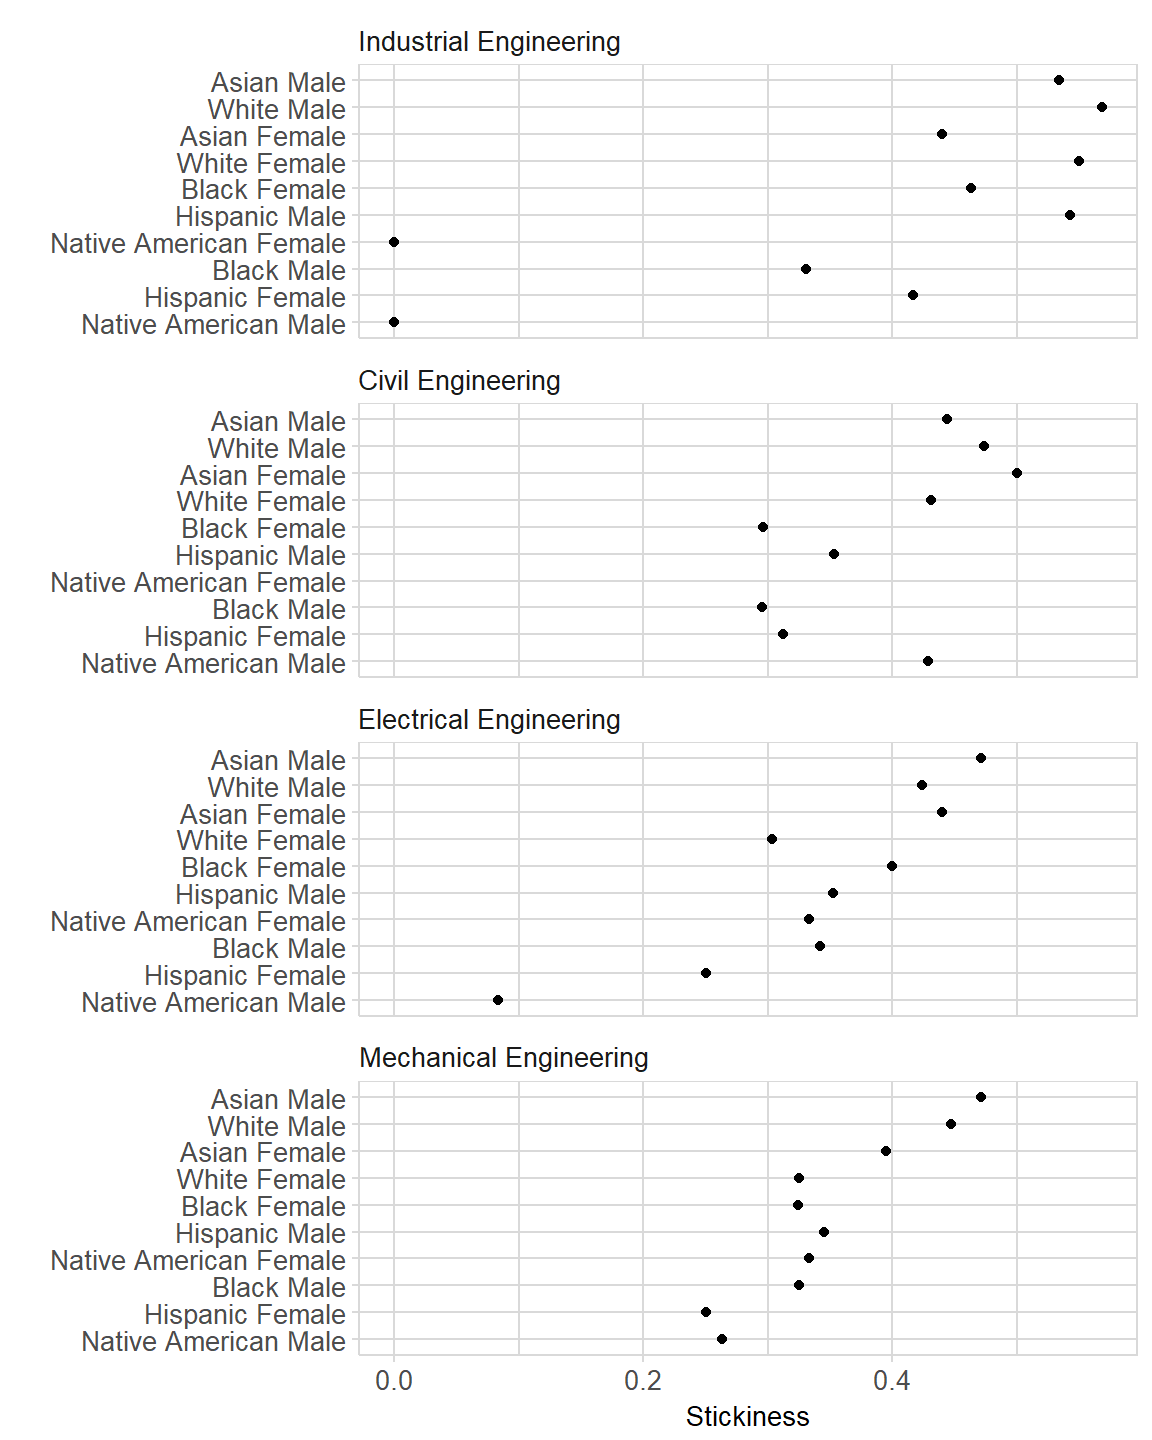 Industrial Engineering
Asian Male
White Male
Asian Female
White Female
Black Female
Hispanic Male
Native American Female
Black Male
Hispanic Female
Native American Male
Civil Engineering
Asian Male
White Male
Asian Female
White Female
Black Female
Hispanic Male
Native American Female
Black Male
Hispanic Female
Native American Male
Electrical Engineering
Asian Male
White Male
Asian Female
White Female
Black Female
Hispanic Male
Native American Female
Black Male
Hispanic Female
Native American Male
Mechanical Engineering
Asian Male
White Male
Asian Female
White Female
Black Female
Hispanic Male
Native American Female
Black Male
Hispanic Female
Native American Male
0.0 0.2 0.4
Stickiness